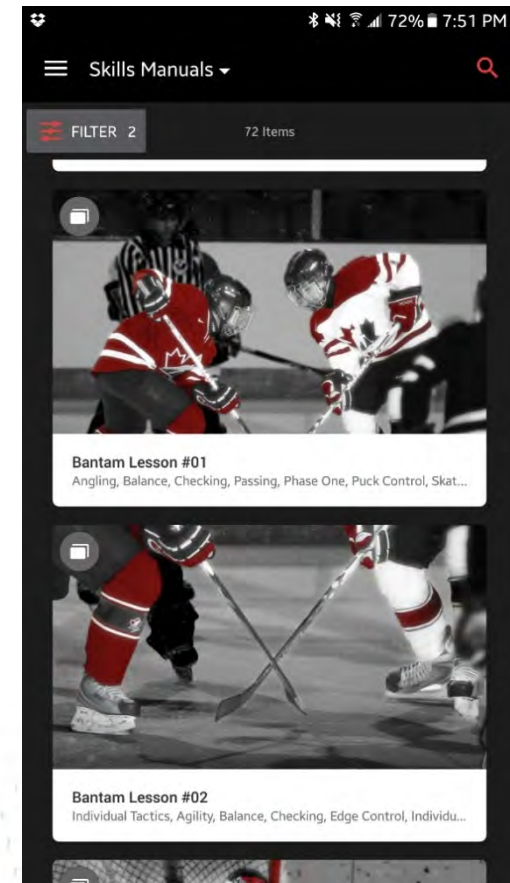 72% 7:51 PM
Skills Manuals
FILTER 2
72 Items
Bantam Lesson #01
Angling, Balance, Checking, Passing, Phase One, Puck Control, Skat...
Bantam Lesson #02
Individual Tactics, Agility, Balance, Checking, Edge Control, Individu...